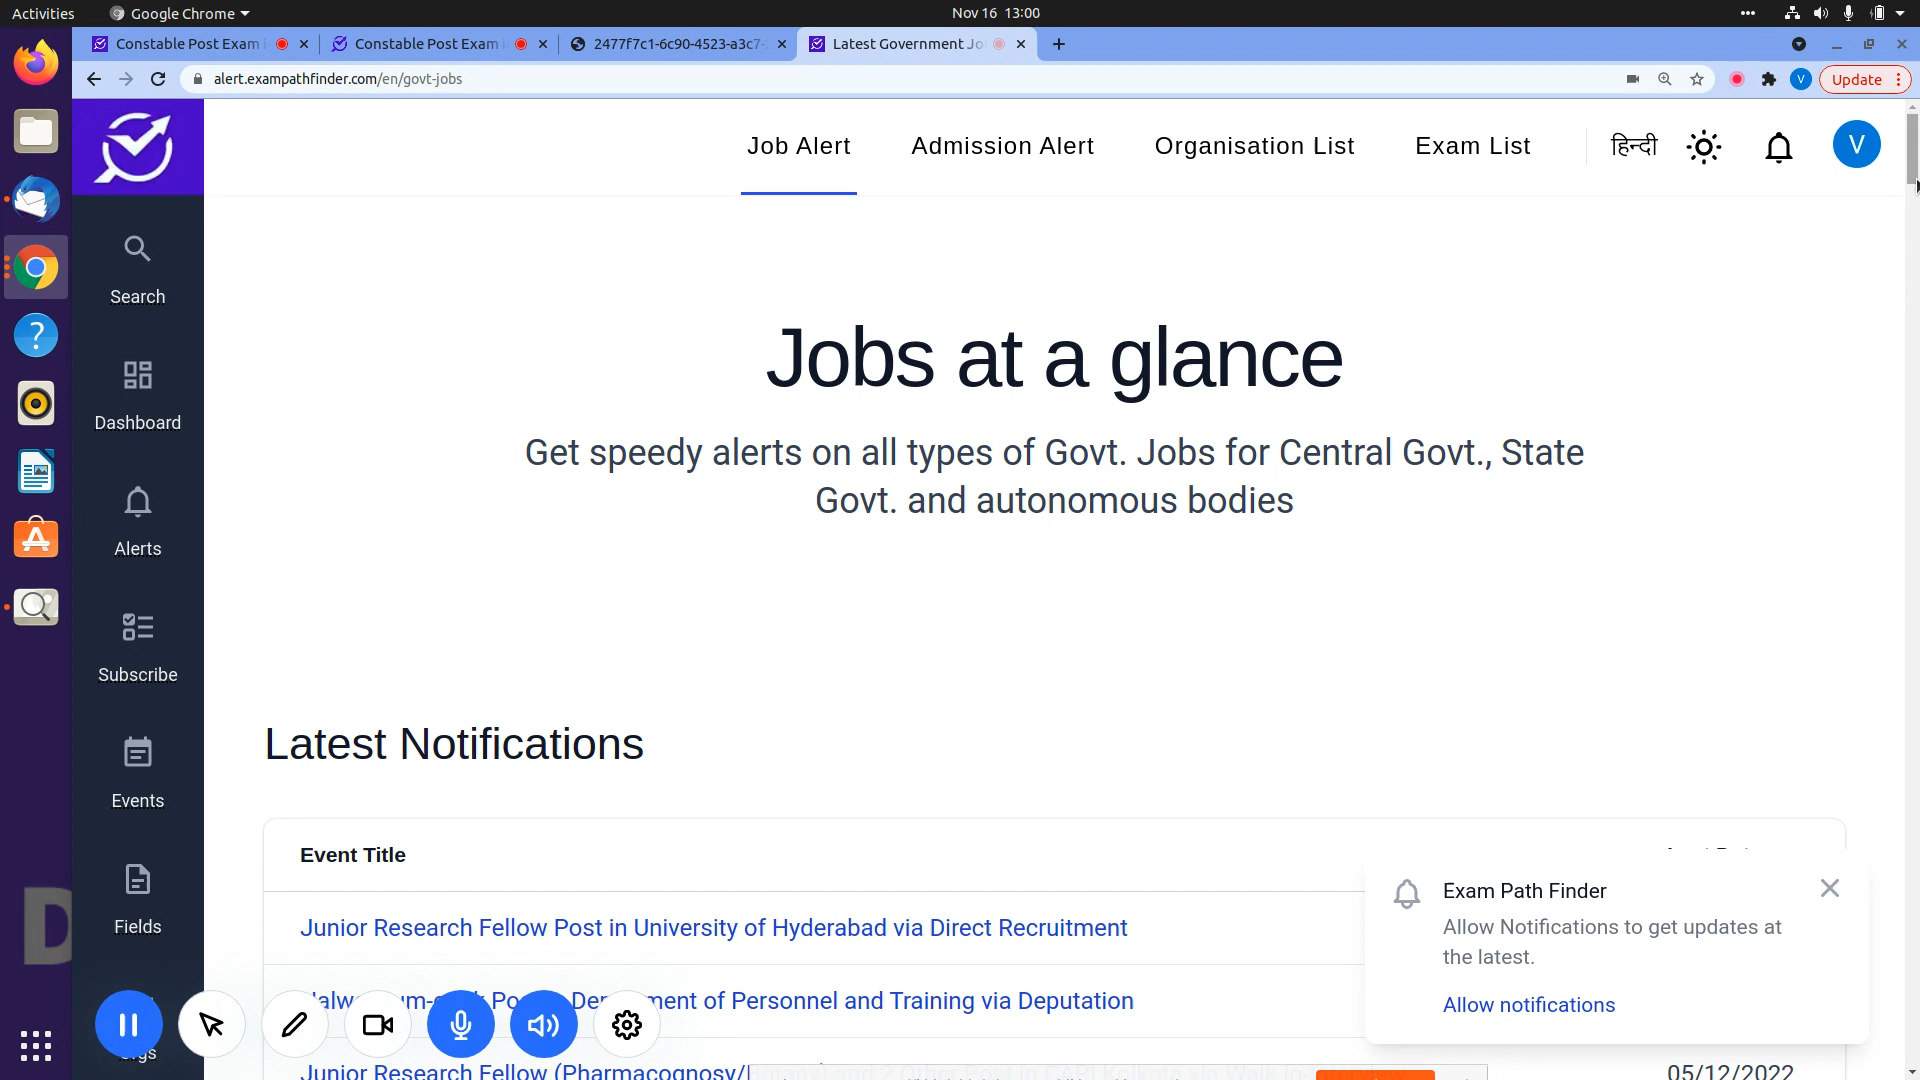 Activities
Google Chrome
Nov 16 13:00
Constable Post Exam
Constable Post Exam
2477f7c1-6c90-4523-a3c7-
Latest Government Jo
alert.exampathfinder.com/en/govt-jobs
V
Update
Job Alert
Admission Alert
Organisation List
Exam List
हिन्दी
V
Search
Dashboard
Alerts
Subscribe
Events
Fields
Jobs at a glance
Get speedy alerts on all types of Govt. Jobs for Central Govt., State
Govt. and autonomous bodies
Latest Notifications
Event Title
Junior Research Fellow Post in University of Hyderabad via Direct Recruitment
of Personnel and Training via Deputation
Junior Research Fellow (Pharmacognosy/
05/12/2022
Exam Path Finder
Allow Notifications to get updates at
the latest.
Allow notifications